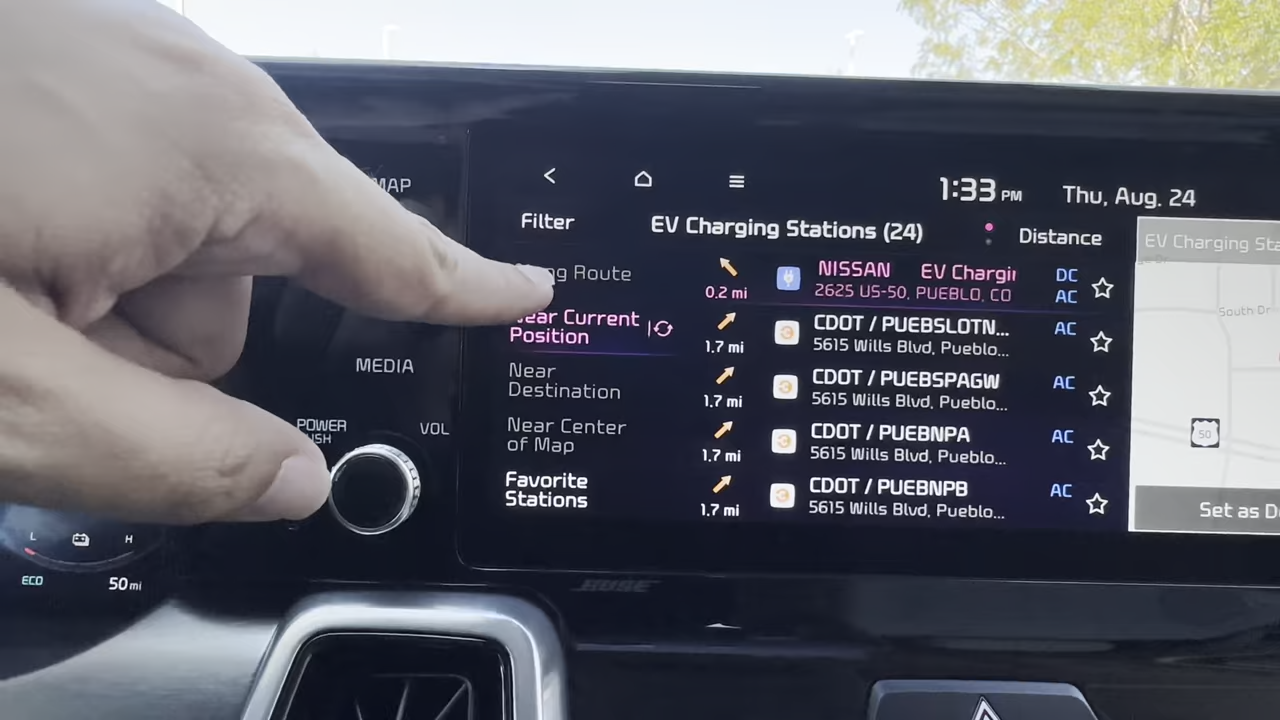 MAP
1:33 PM
Thu, Aug. 24
Filter
EV Charging Stations (24)
Distance
EV Charging Sta
Route
0.2 mi
NISSAN EV Chargi
2625 US-50, PUEBLO, CO
DC
AC
Near Current
Position
1.7 mi
CDOT / PUEBSLOTN...
5615 Wills Blvd, Pueblo...
AC
South Dr
MEDIA
Near
Destination
1.7 mi
CDOT / PUEBSPAGW
5615 Wills Blvd, Pueblo...
AC
POWER
PUSH
VOL
Near Center
of Map
1.7 mi
CDOT / PUEBNPA
5615 Wills Blvd, Pueblo...
AC
50
Favorite
Stations
1.7 mi
CDOT / PUEBNPB
5615 Wills Blvd, Pueblo...
AC
Set as D
L
H
ECO
50 mi
BOSE